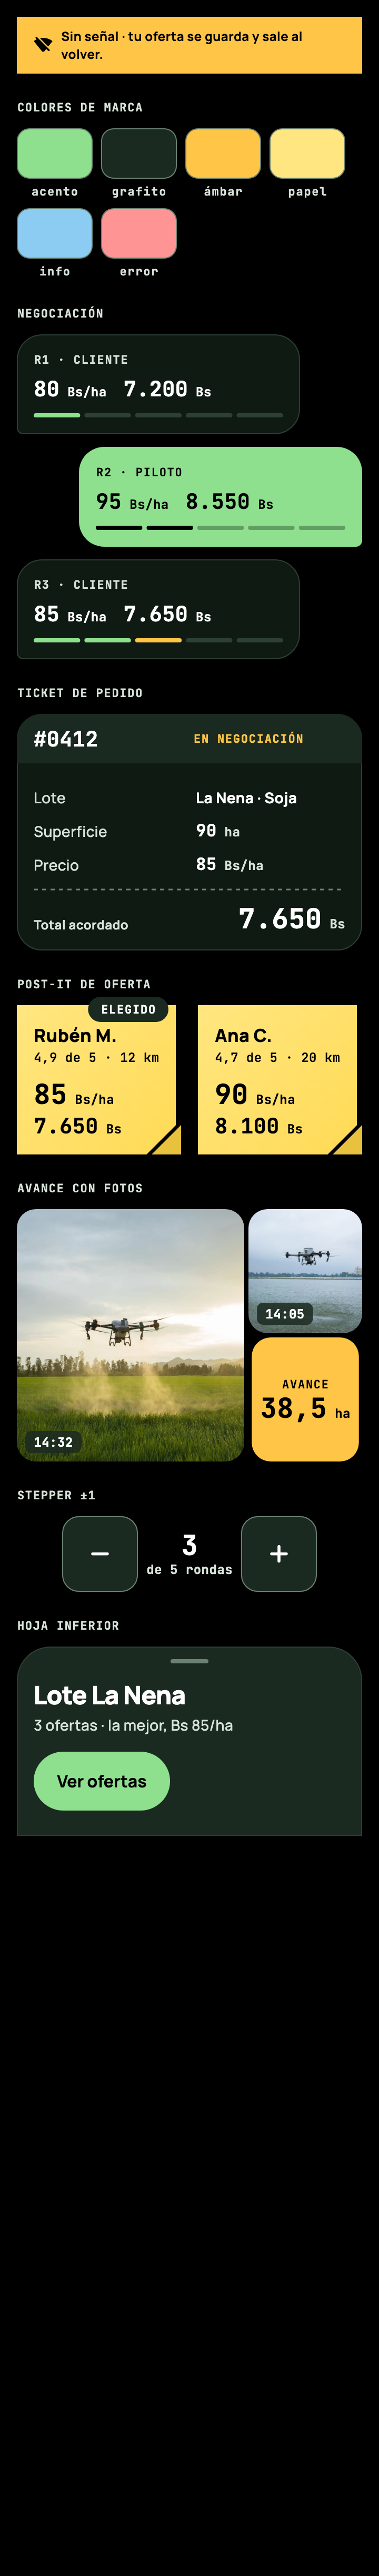 Sin señal · tu oferta se guarda y sale al
volver.
COLORES DE MARCA
acento
grafito
ámbar
papel
info
error
NEGOCIACIÓN
R1 · CLIENTE
80 Bs/ha 7.200 Bs
R2 · PILOTO
95 Bs/ha 8.550 Bs
R3 · CLIENTE
85 Bs/ha 7.650 Bs
TICKET DE PEDIDO
#0412 EN NEGOCIACIÓN
Lote La Nena · Soja
Superficie 90 ha
Precio 85 Bs/ha
Total acordado 7.650 Bs
POST-IT DE OFERTA
ELEGIDO
Rubén M.
4,9 de 5 · 12 km
85 Bs/ha
7.650 Bs
Ana C.
4,7 de 5 · 20 km
90 Bs/ha
8.100 Bs
AVANCE CON FOTOS
14:32
14:05
AVANCE
38,5 ha
STEPPER ±1
− 3 +
de 5 rondas
HOJA INFERIOR
Lote La Nena
3 ofertas · la mejor, Bs 85/ha
Ver ofertas